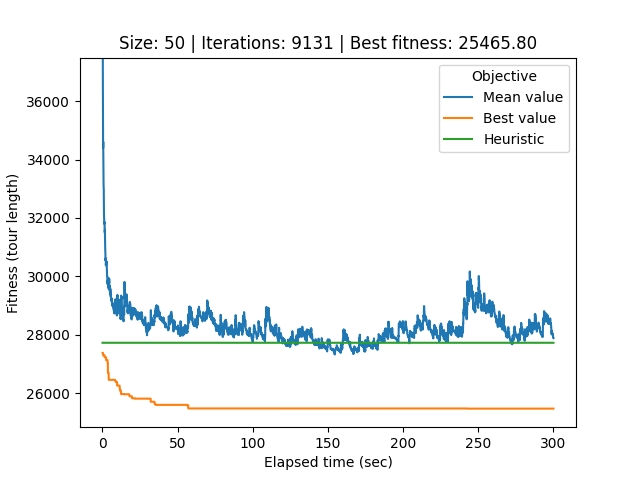 Size: 50 | Iterations: 9131 | Best fitness: 25465.80
Objective
Mean value
Best value
Heuristic
Fitness (tour length)
36000
34000
32000
30000
28000
26000
0 50 100 150 200 250 300
Elapsed time (sec)